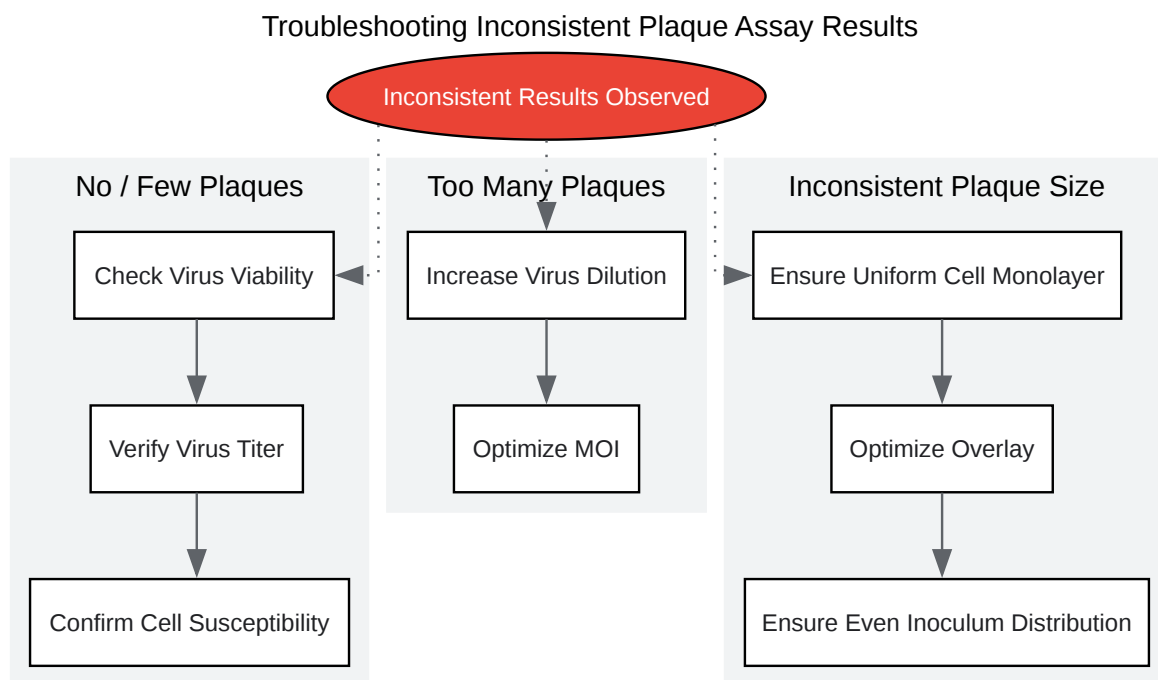 Troubleshooting Inconsistent Plaque Assay Results
Inconsistent Results Observed
No / Few Plaques
Check Virus Viability
Verify Virus Titer
Confirm Cell Susceptibility
Too Many Plaques
Increase Virus Dilution
Optimize MOI
Inconsistent Plaque Size
Ensure Uniform Cell Monolayer
Optimize Overlay
Ensure Even Inoculum Distribution